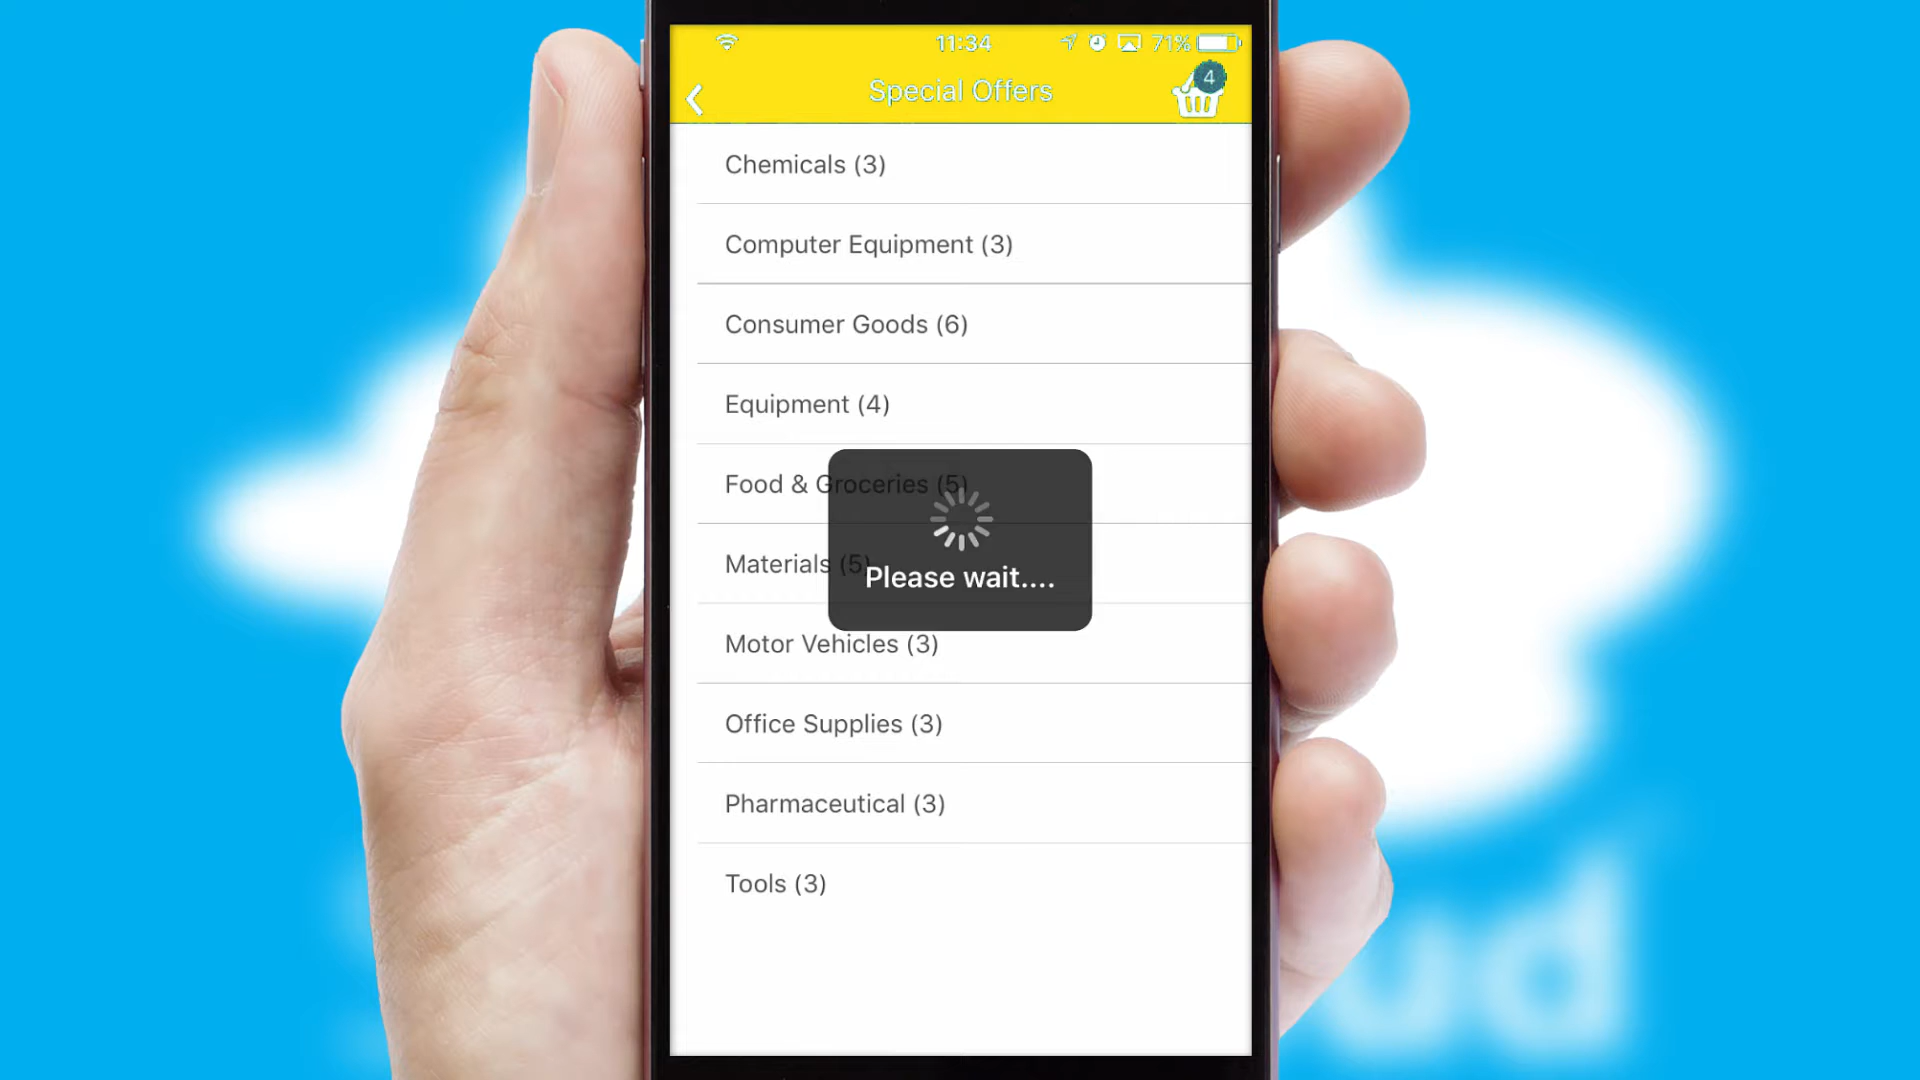 11:34
71%
Special Offers
4
Chemicals (3)
Computer Equipment (3)
Consumer Goods (6)
Equipment (4)
Food & Groceries (5)
Materials (5)
Please wait....
Motor Vehicles (3)
Office Supplies (3)
Pharmaceutical (3)
Tools (3)